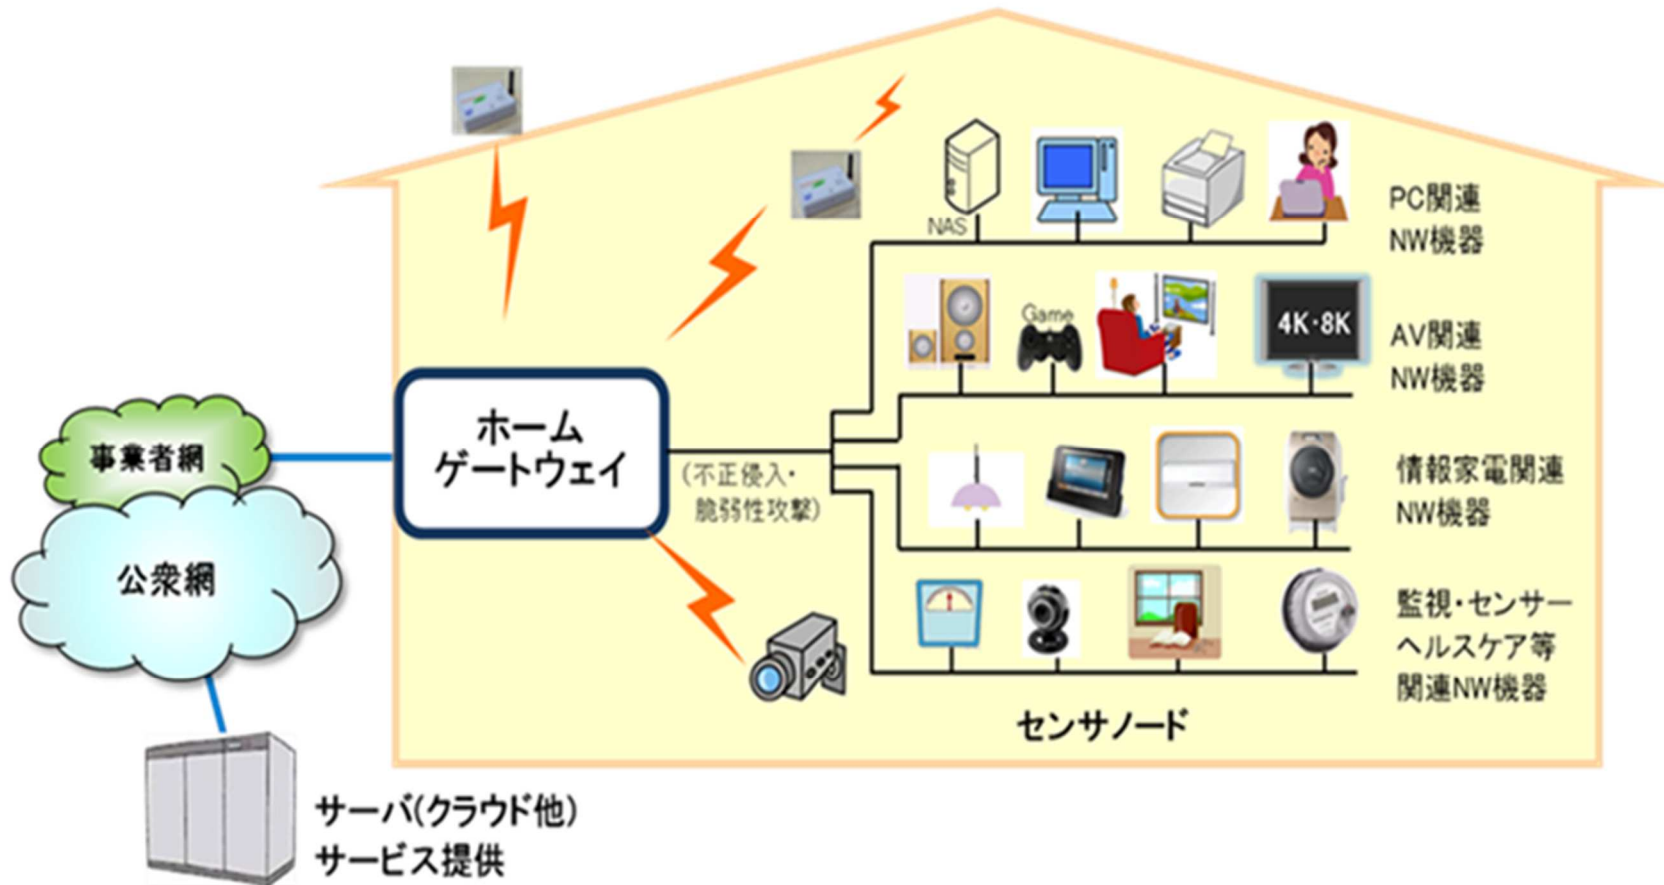 NAS
PC関連
NW機器
Game
4K・8K
AV関連
NW機器
ホーム
ゲートウェイ
(不正侵入・
脆弱性攻撃)
事業者網
公衆網
情報家電関連
NW機器
監視・センサー
ヘルスケア等
関連NW機器
センサノード
サーバ(クラウド他)
サービス提供